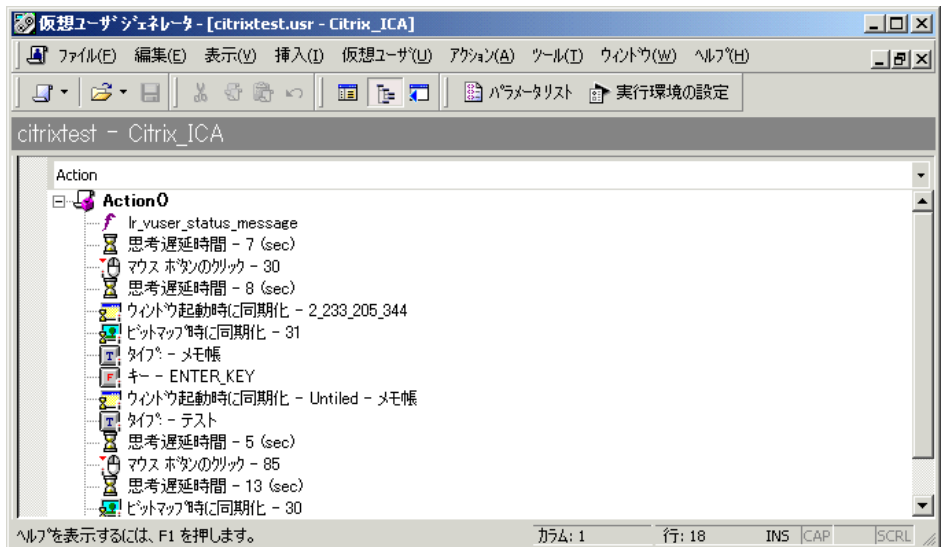 仮想ユーザジェネレータ - [citrixtest.usr - Citrix_ICA]
ファイル(F) 編集(E) 表示(V) 挿入(I) 仮想ユーザ(U) アクション(A) ツール(T) ウィンドウ(W) ヘルプ(H)
パラメータリスト 実行環境の設定
citrixtest - Citrix_ICA
Action
Action()
lr_vuser_status_message
思考遅延時間 - 7 (sec)
マウス ボタンのクリック - 30
思考遅延時間 - 8 (sec)
ウィンドウ起動時に同期化 - 2_233_205_344
ビットマップ時に同期化 - 31
タイプ: - メモ帳
キー - ENTER_KEY
ウィンドウ起動時に同期化 - Untiled - メモ帳
タイプ: - テスト
思考遅延時間 - 5 (sec)
マウス ボタンのクリック - 85
思考遅延時間 - 13 (sec)
ビットマップ時に同期化 - 30
ヘルプを表示するには、F1 を押します。 カラム: 1 行: 18 INS CAP SCRL